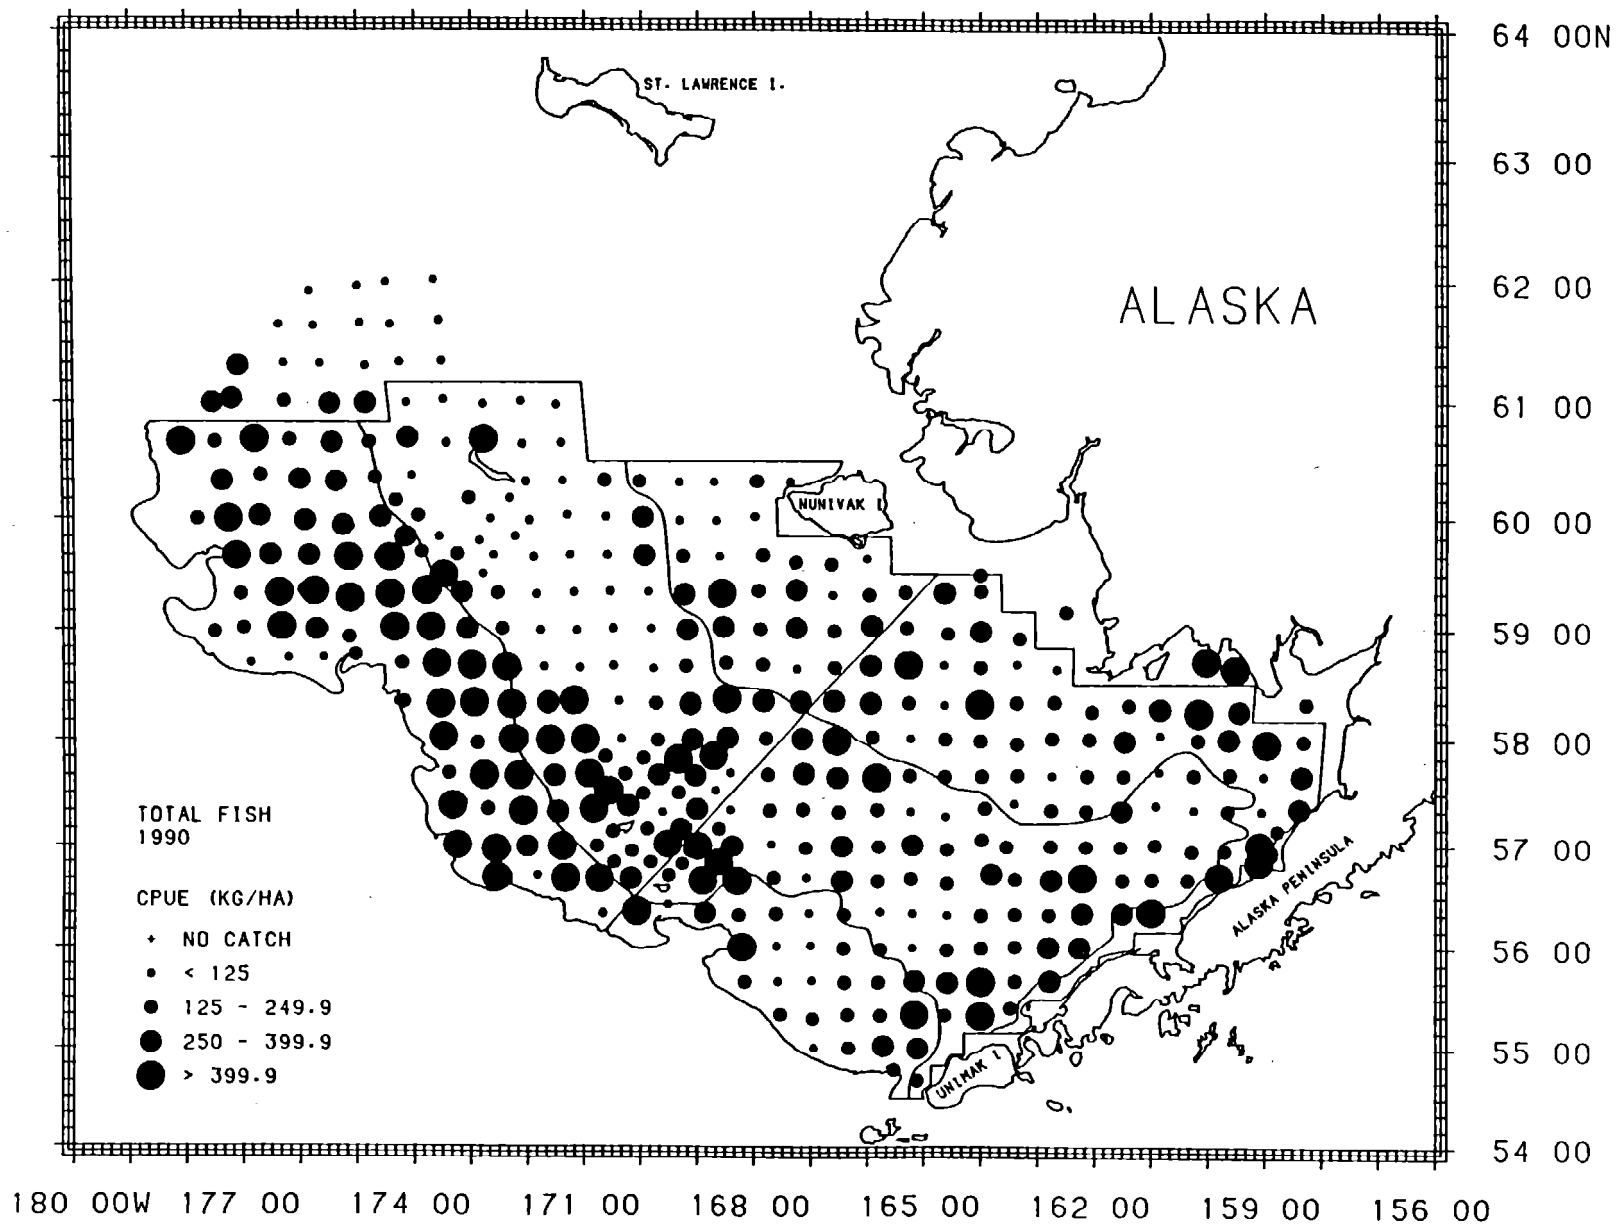 64 00N
ST. LAWRENCE I.
63 00
62 00
ALASKA
61 00
NUNIVAK I
60 00
59 00
58 00
TOTAL FISH
1990
57 00
ALASKA PENINSULA
CPUE (KG/HA)
+ NO CATCH
< 125
56 00
125 - 249.9
250 - 399.9
55 00
UNIMAK I
> 399.9
54 00
180 00W 177 00 174 00 171 00 168 00 165 00 162 00 159 00 156 00